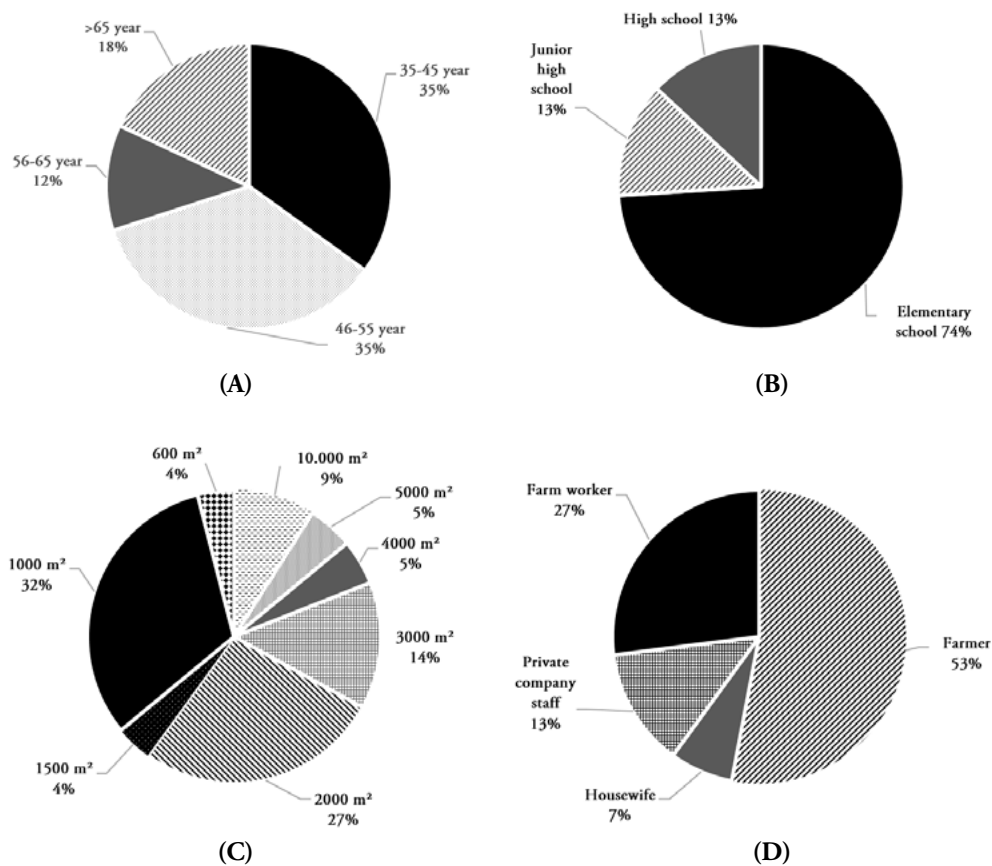 >65 year
18%
35-45 year
35%
56-65 year
12%
46-55 year
35%
(A)
High school 13%
Junior
high
school
13%
Elementary
school 74%
(B)
600 m²
4%
10.000 m²
9%
5000 m²
5%
4000 m²
5%
1000 m²
32%
3000 m²
14%
1500 m²
4%
2000 m²
27%
(C)
Farm worker
27%
Farmer
53%
Private
company
staff
13%
Housewife
7%
(D)